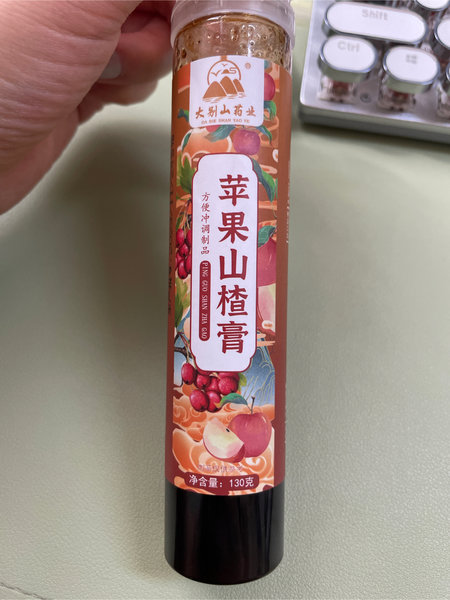 Shift
Ctrl
YDS
®
大别山药业
DA BIE SHAN YAO YE
苹果山楂膏
方便冲调制品
PING GUO SHAN ZHA GAO
净含量：130克